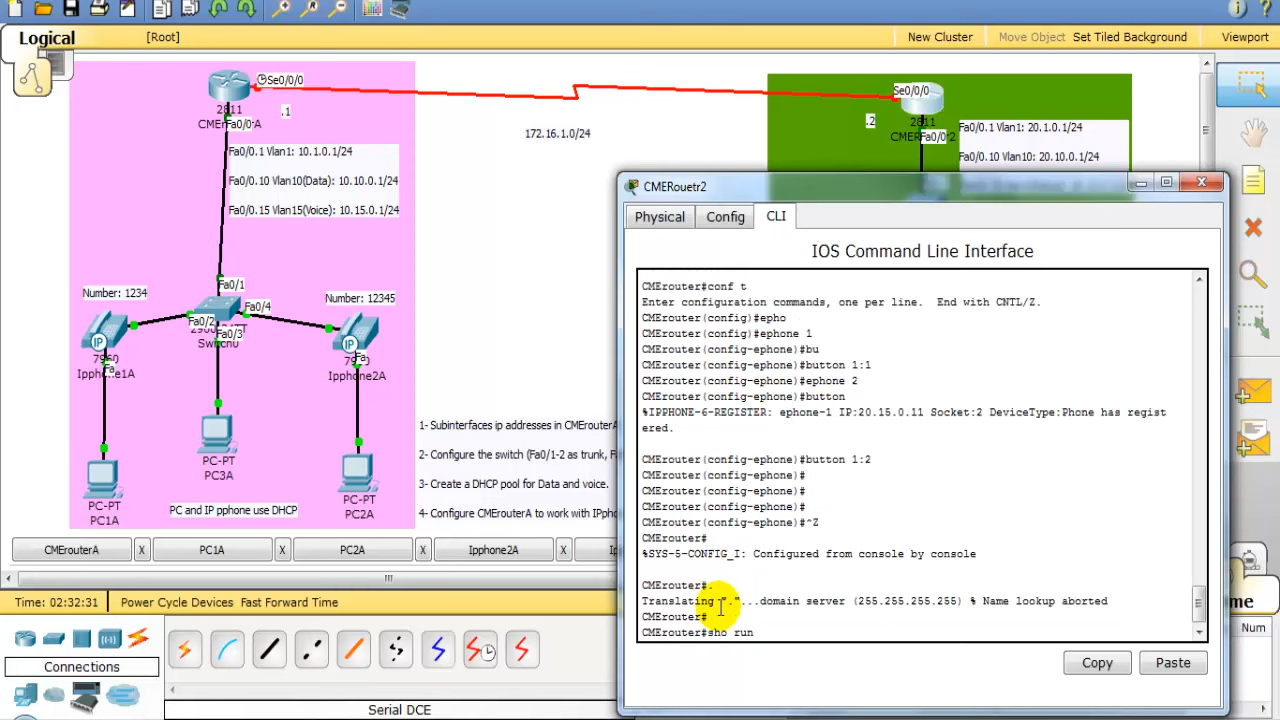 Logical
[Root]
New Cluster
Move Object
Set Tiled Background
Viewport
Se0/0/0
.1
2811
Fa0/0
Fa0/0.1 Vlan1: 10.1.0.1/24
Fa0/0.10 Vlan10(Data): 10.10.0.1/24
Fa0/0.15 Vlan15(Voice): 10.15.0.1/24
172.16.1.0/24
Se0/0/0
.2
2811
Fa0/0
Fa0/0.1 Vlan1: 20.1.0.1/24
Fa0/0.10 Vlan10: 20.10.0.1/24
Fa0/1
Number: 1234
Number: 12345
Fa0/4
Fa0/2
Fa0/3
Switch0
IP
IP
7960
Fa
Fa
Ipphone2A
PC-PT
PC3A
PC-PT
PC1A
PC-PT
PC2A
PC and IP pphone use DHCP
1- Subinterfaces ip addresses in CMErouterA
2- Configure the switch (Fa0/1-2 as trunk, Fa
3- Create a DHCP pool for Data and voice.
4- Configure CMErouterA to work with IPpho
CMERouetr2
Physical
Config
CLI
IOS Command Line Interface
CMErouter#conf t
Enter configuration commands, one per line.  End with CNTL/Z.
CMErouter(config)#epho
CMErouter(config)#ephone 1
CMErouter(config-ephone)#bu
CMErouter(config-ephone)#button 1:1
CMErouter(config-ephone)#ephone 2
CMErouter(config-ephone)#button
%IPPHONE-6-REGISTER: ephone-1 IP:20.15.0.11 Socket:2 DeviceType:Phone has regist
ered.
CMErouter(config-ephone)#button 1:2
CMErouter(config-ephone)#
CMErouter(config-ephone)#
CMErouter(config-ephone)#
CMErouter(config-ephone)#^Z
CMErouter#
%SYS-5-CONFIG_I: Configured from console by console
CMErouter#.
Translating "."...domain server (255.255.255.255) % Name lookup aborted
CMErouter#
CMErouter#sho run
Copy
Paste
CMErouterA
X
PC1A
X
PC2A
X
Ipphone2A
X
Time: 02:32:31
Power Cycle Devices
Fast Forward Time
Connections
Serial DCE
Num